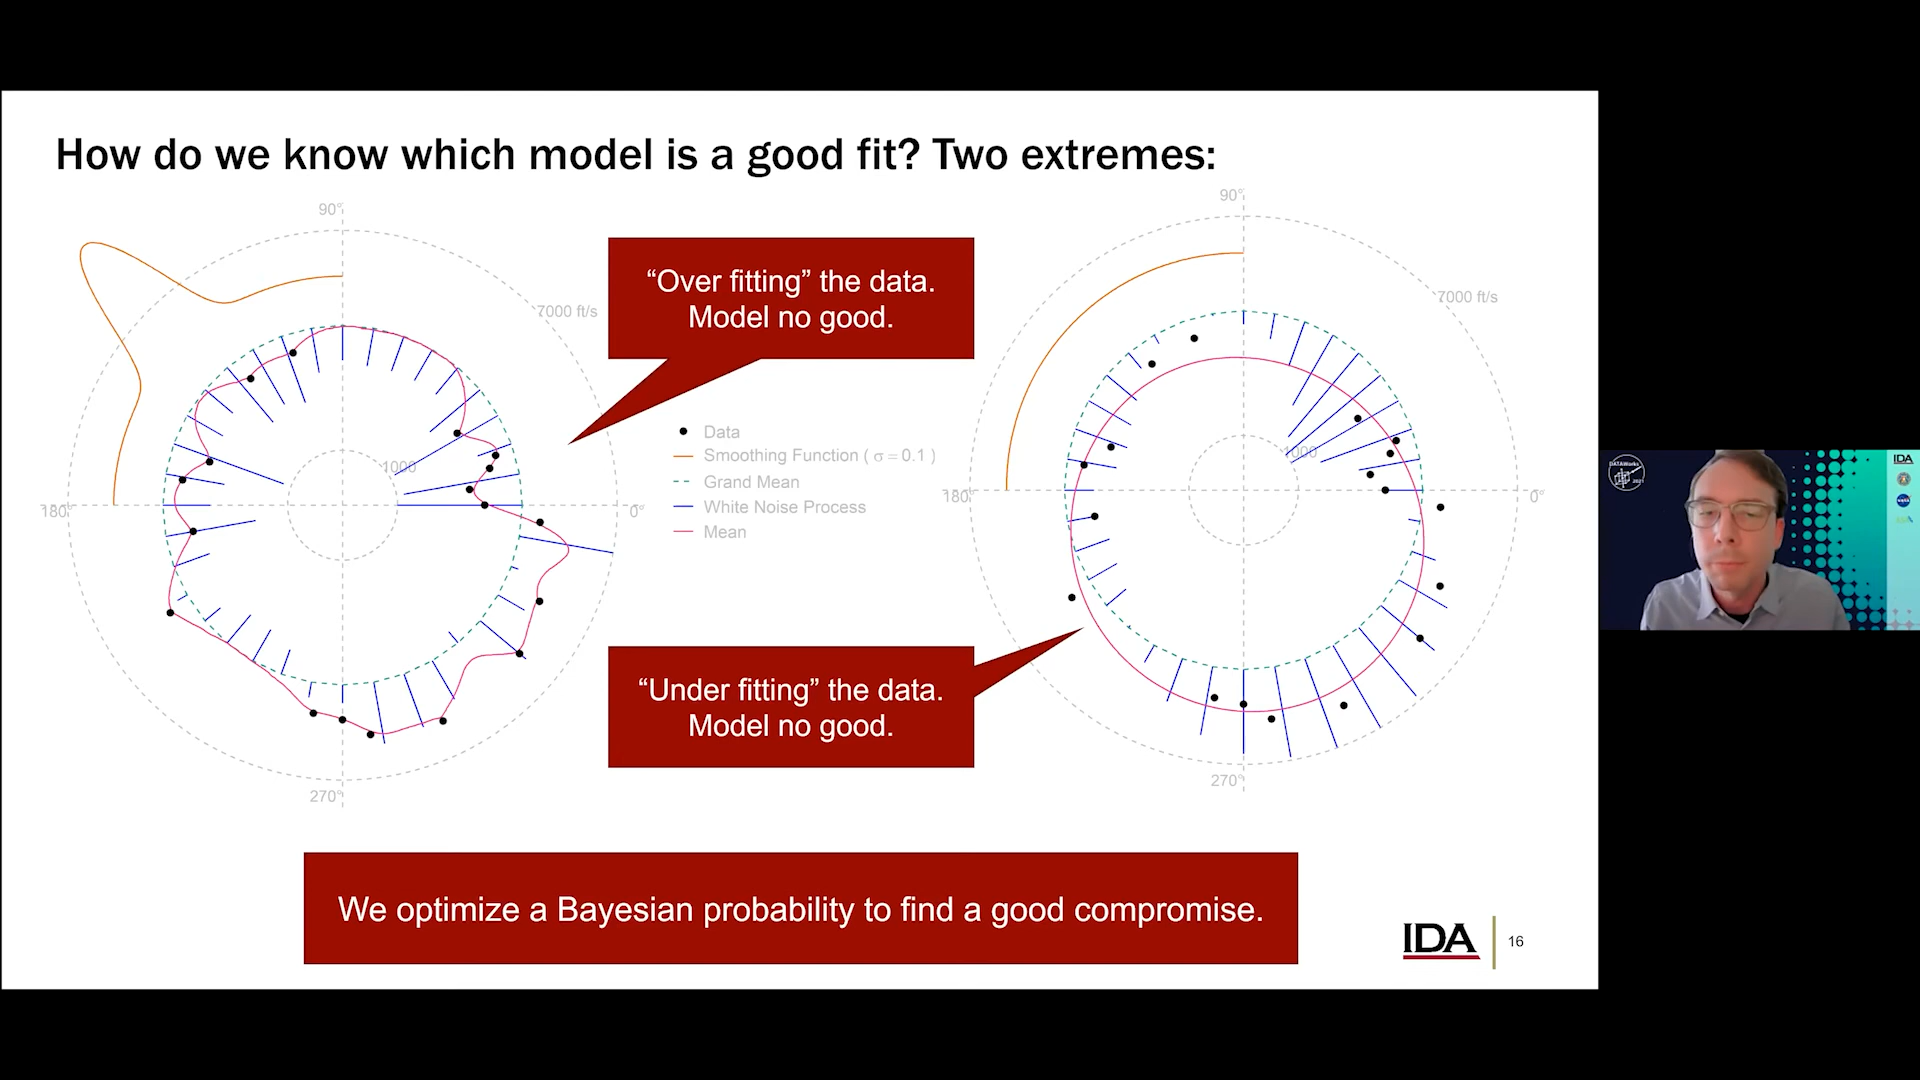 How do we know which model is a good fit? Two extremes:
90°
7000 ft/s
1000
180°
0°
270°
“Over fitting” the data.
Model no good.
Data
Smoothing Function ( σ = 0.1 )
Grand Mean
White Noise Process
Mean
“Under fitting” the data.
Model no good.
90°
7000 ft/s
1000
180°
0°
270°
We optimize a Bayesian probability to find a good compromise.
IDA
16
DATAWorks
2021
IDA